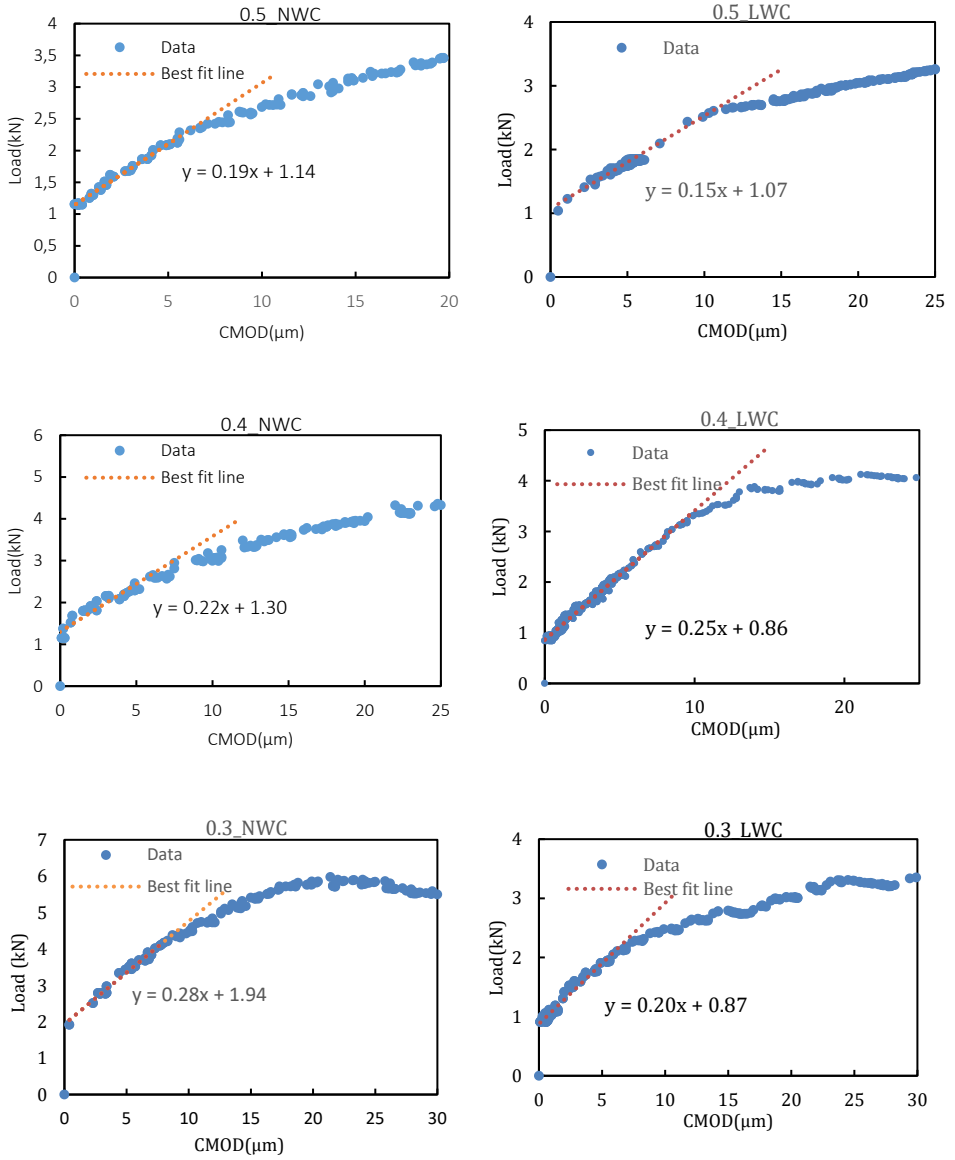 0.5_NWC
4
3,5
3
2,5
2
1,5
1
0,5
0
Load(kN)
Data
Best fit line
y = 0.19x + 1.14
0 5 10 15 20
CMOD(μm)
0.5_LWC
4
3
2
1
0
Load(kN)
Data
y = 0.15x + 1.07
0 5 10 15 20 25
CMOD(μm)
0.4_NWC
6
5
4
3
2
1
0
Load(kN)
Data
Best fit line
y = 0.22x + 1.30
0 5 10 15 20 25
CMOD(μm)
0.4_LWC
5
4
3
2
1
0
Load (kN)
Data
Best fit line
y = 0.25x + 0.86
0 10 20
CMOD(μm)
0.3_NWC
7
6
5
4
3
2
1
0
Load (kN)
Data
Best fit line
y = 0.28x + 1.94
0 5 10 15 20 25 30
CMOD(μm)
0.3 LWC
4
3
2
1
0
Load(kN)
Data
Best fit line
y = 0.20x + 0.87
0 5 10 15 20 25 30
CMOD(μm)